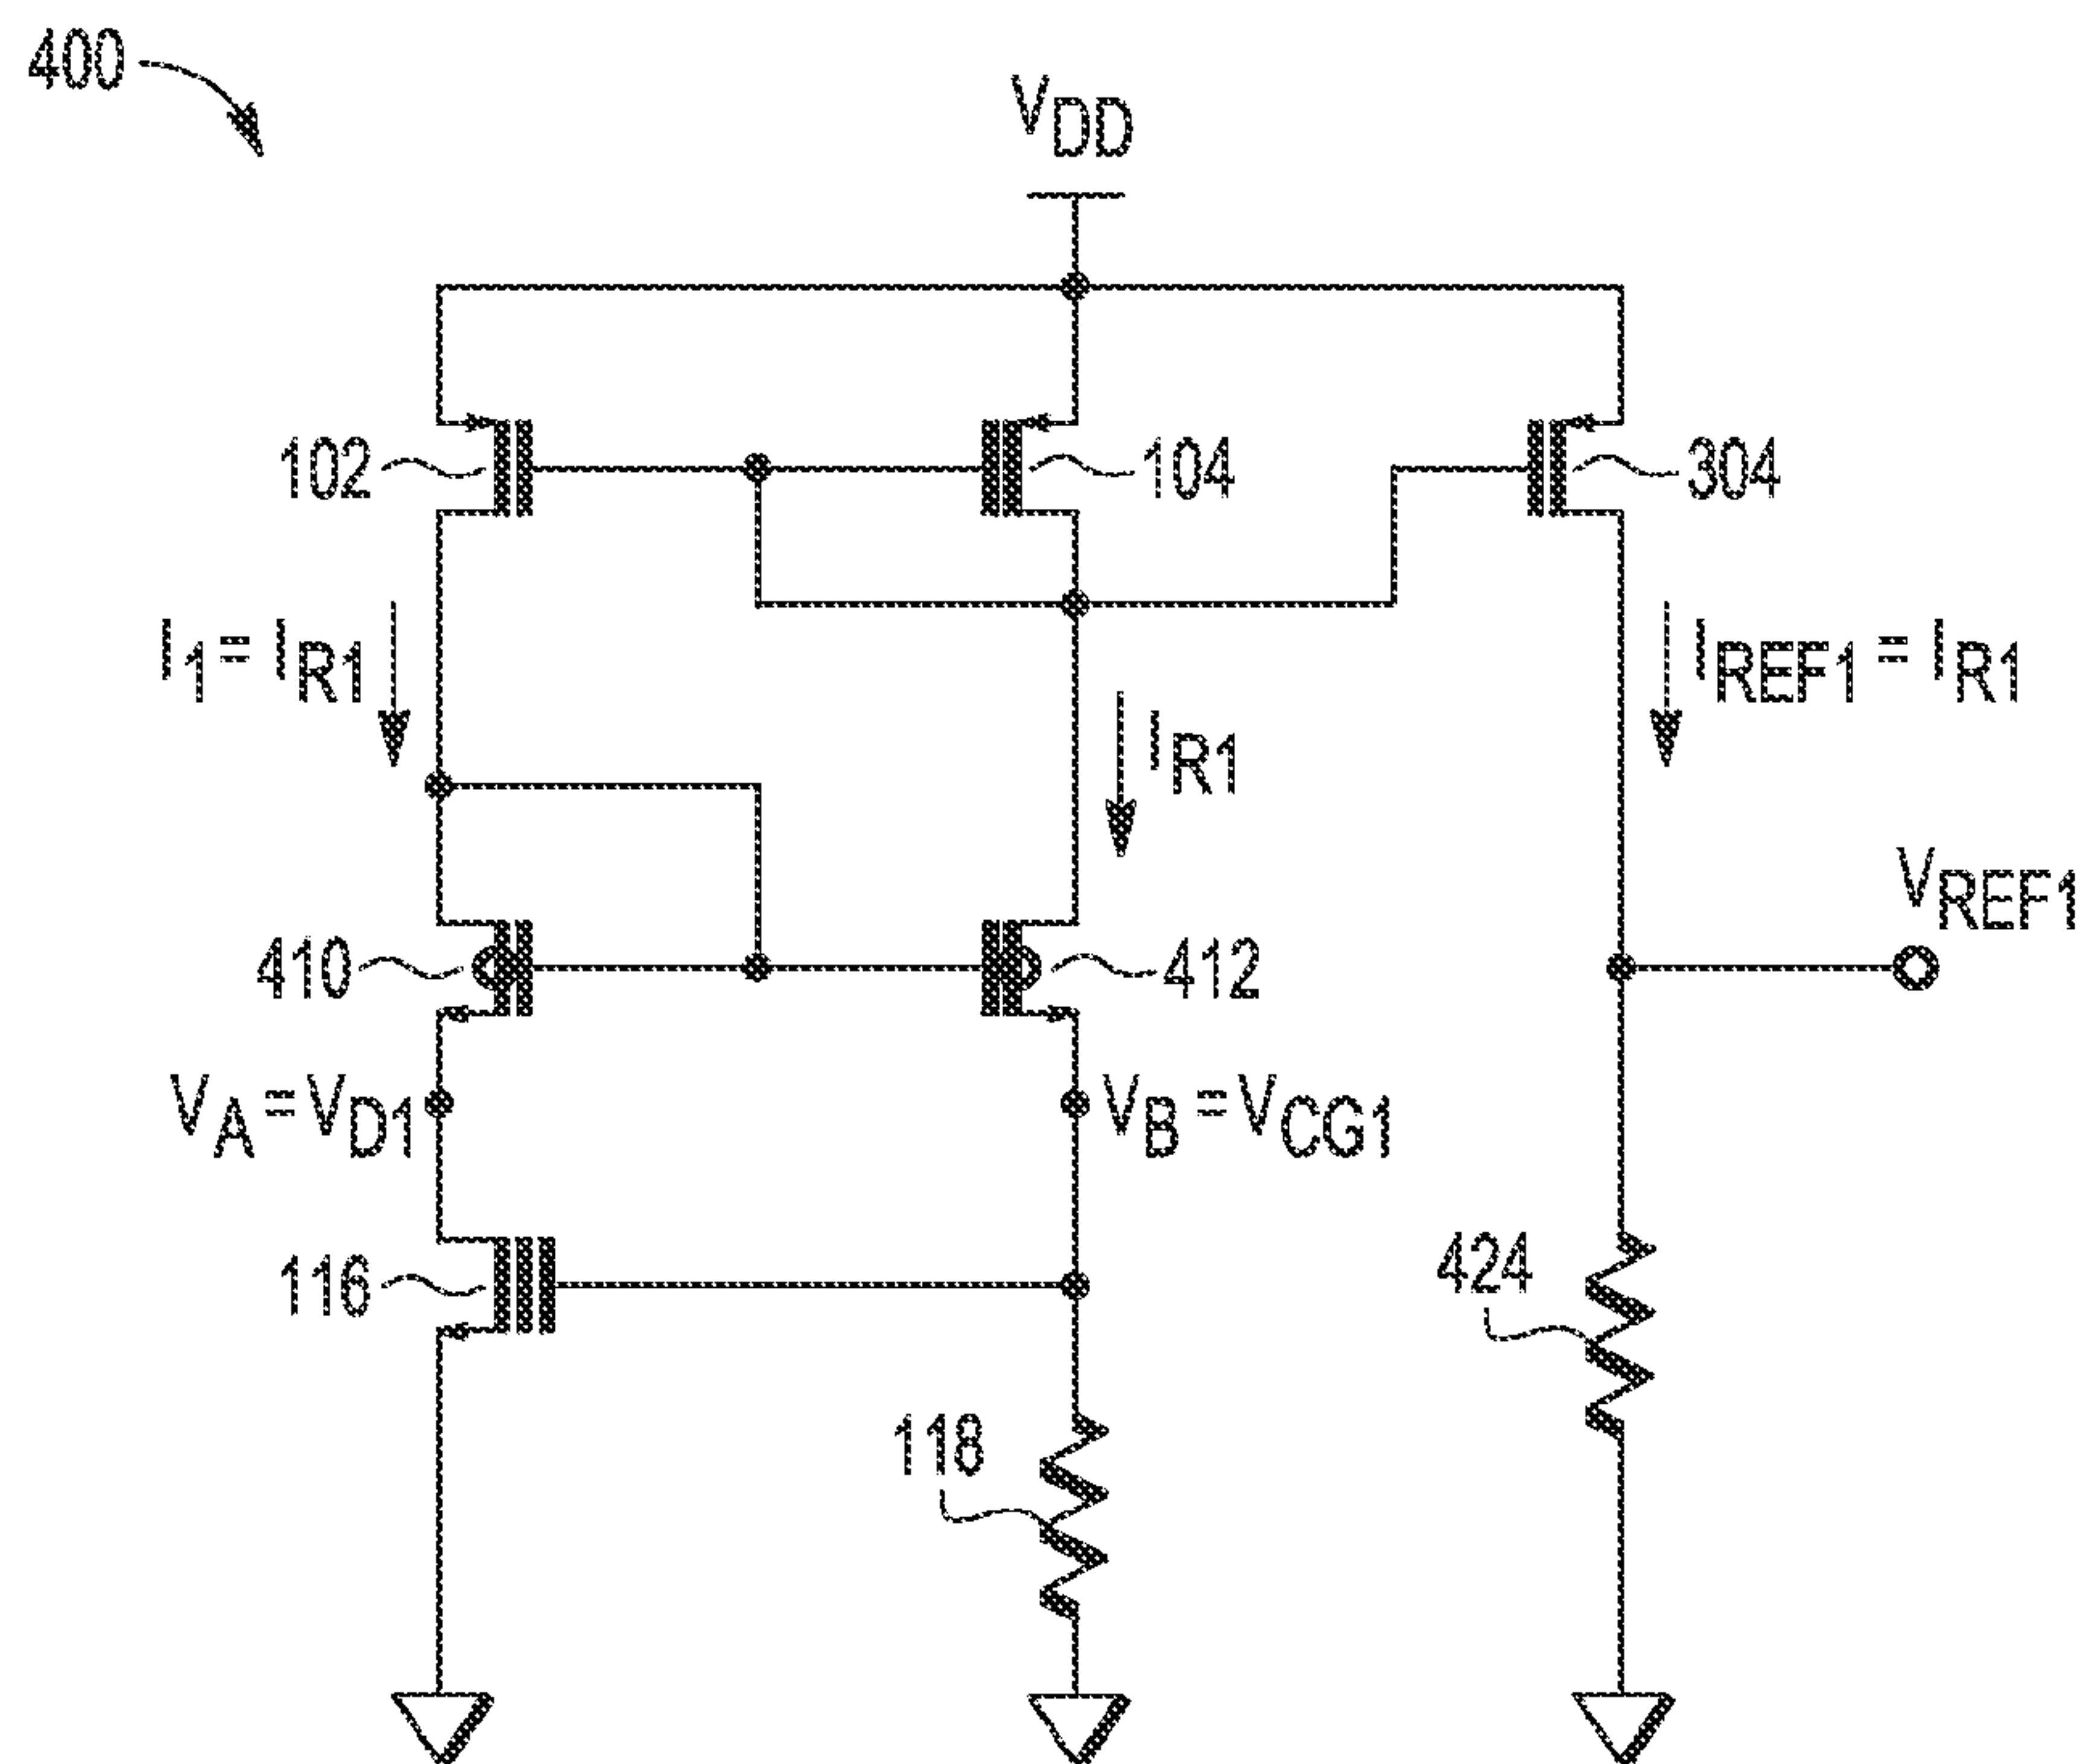 400
VDD
102
104
304
I1 = IR1
IR1
IREF1 = IR1
VREF1
410
412
VA = VD1
VB = VCG1
116
424
118